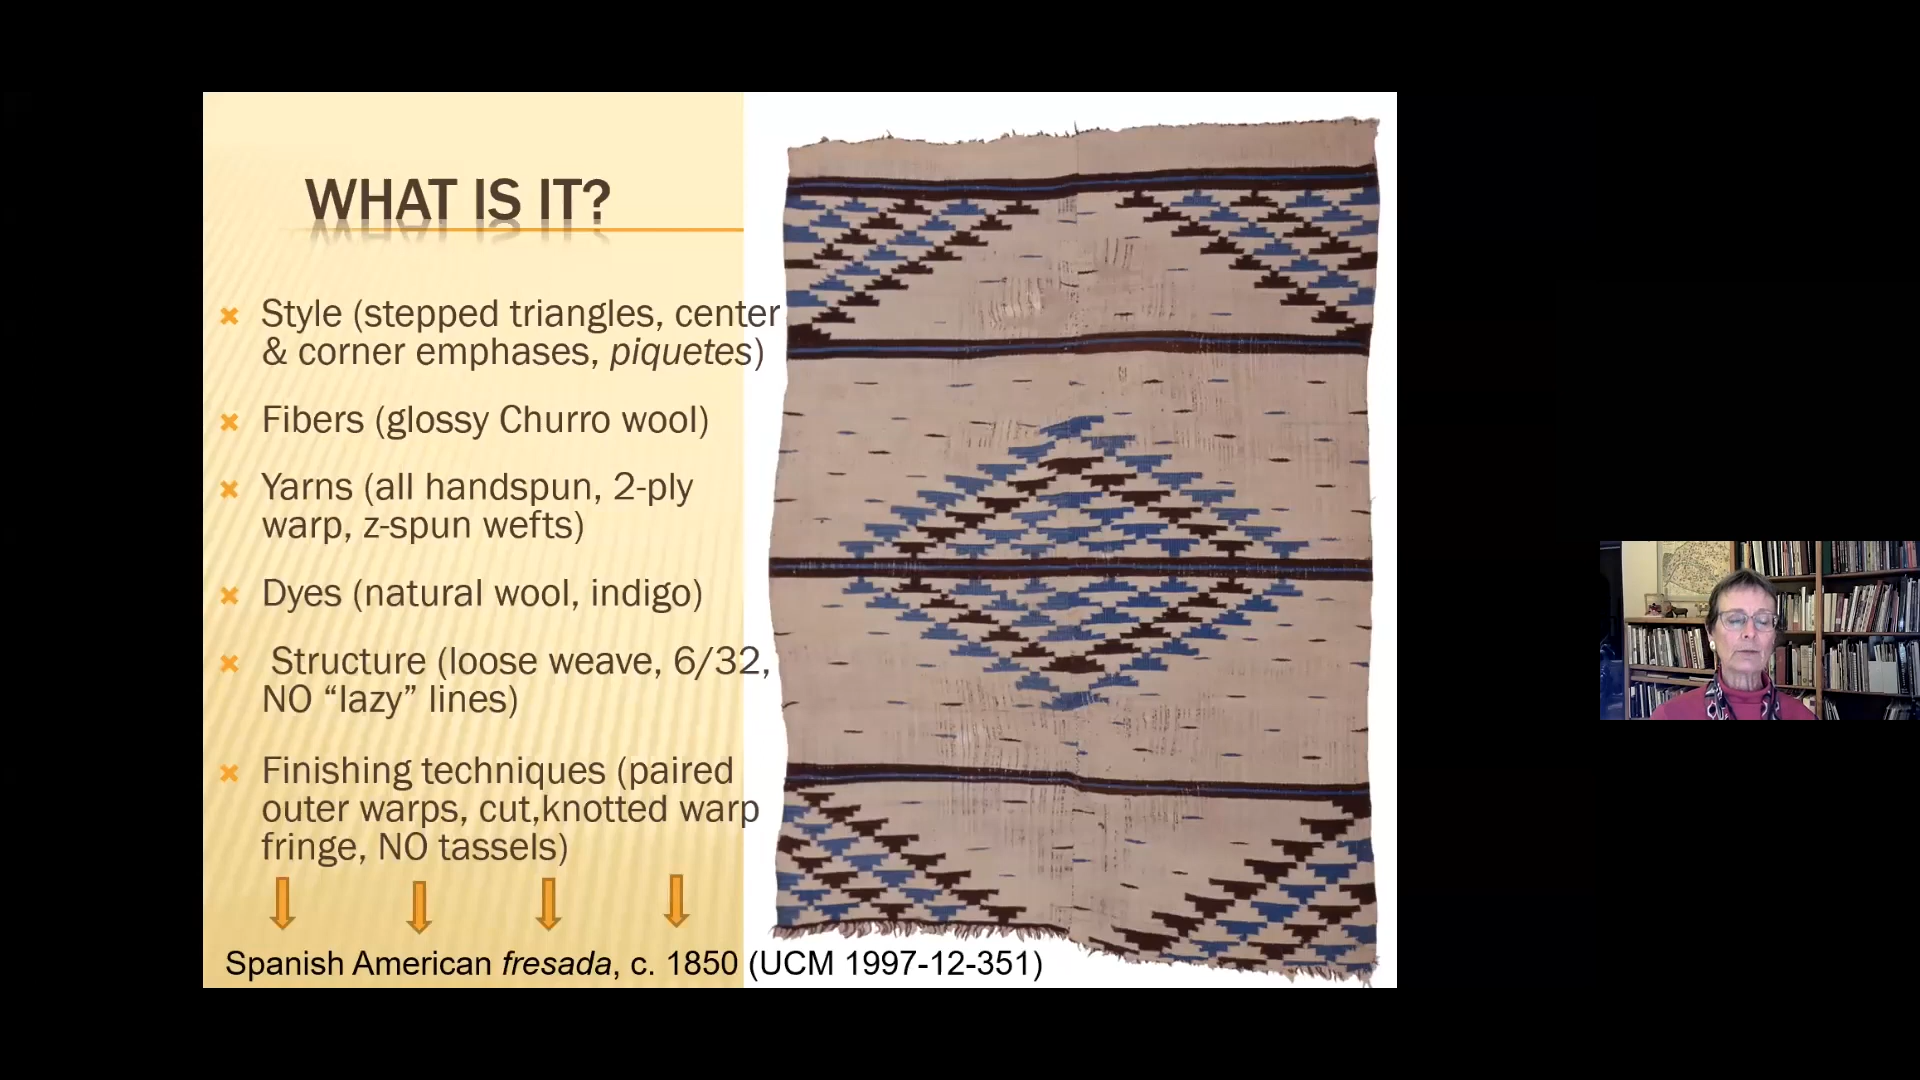 WHAT IS IT?
Style (stepped triangles, center
& corner emphases, piquetes)
Fibers (glossy Churro wool)
Yarns (all handspun, 2-ply
warp, z-spun wefts)
Dyes (natural wool, indigo)
Structure (loose weave, 6/32,
NO “lazy” lines)
Finishing techniques (paired
outer warps, cut,knotted warp
fringe, NO tassels)
Spanish American fresada, c. 1850 (UCM 1997-12-351)